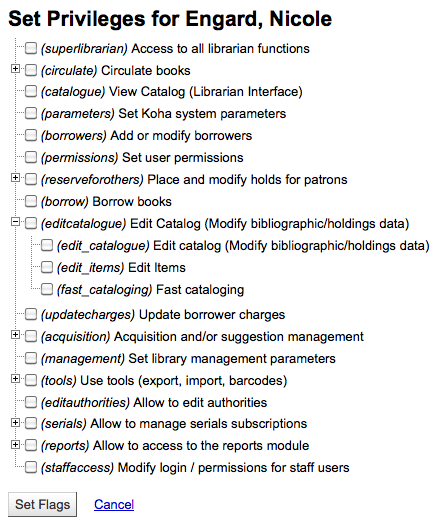 Set Privileges for Engard, Nicole
(superlibrarian) Access to all librarian functions
(circulate) Circulate books
(catalogue) View Catalog (Librarian Interface)
(parameters) Set Koha system parameters
(borrowers) Add or modify borrowers
(permissions) Set user permissions
(reserveforothers) Place and modify holds for patrons
(borrow) Borrow books
(editcatalogue) Edit Catalog (Modify bibliographic/holdings data)
(edit_catalogue) Edit catalog (Modify bibliographic/holdings data)
(edit_items) Edit Items
(fast_cataloging) Fast cataloging
(updatecharges) Update borrower charges
(acquisition) Acquisition and/or suggestion management
(management) Set library management parameters
(tools) Use tools (export, import, barcodes)
(editauthorities) Allow to edit authorities
(serials) Allow to manage serials subscriptions
(reports) Allow to access to the reports module
(staffaccess) Modify login / permissions for staff users
Set Flags Cancel